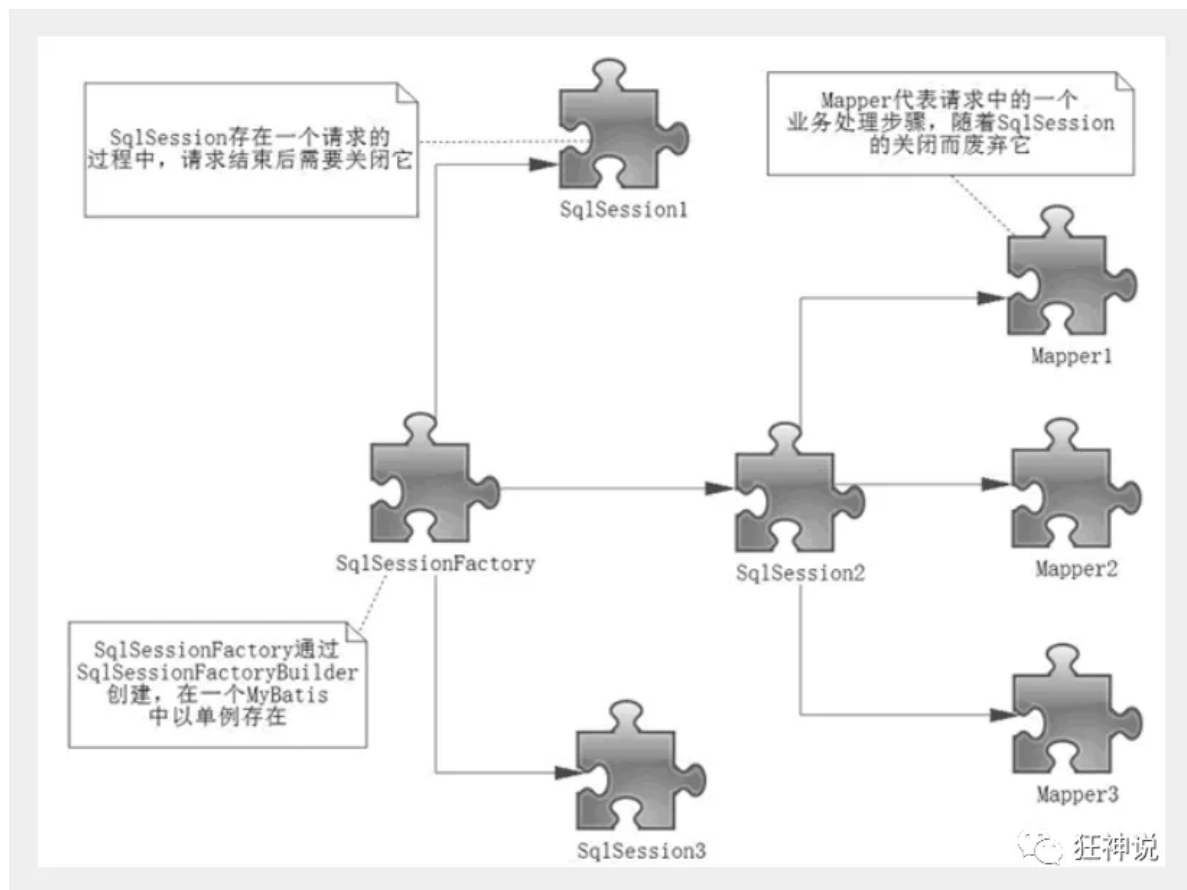 SqlSession存在一个请求的
过程中，请求结束后需要关闭它
SqlSession1
Mapper代表请求中的一个
业务处理步骤，随着SqlSession
的关闭而废弃它
Mapper1
SqlSessionFactory
SqlSession2
Mapper2
SqlSessionFactory通过
SqlSessionFactoryBuilder
创建，在一个MyBatis
中以单例存在
SqlSession3
Mapper3
狂神说